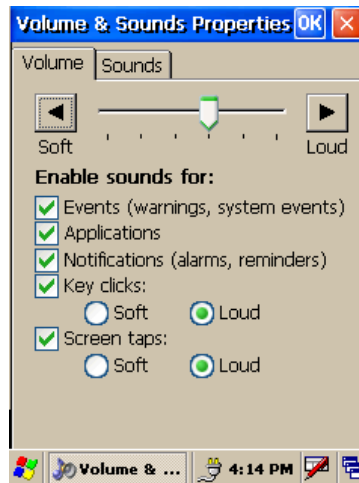 Volume & Sounds Properties OK
Volume Sounds
Soft Loud
Enable sounds for:
Events (warnings, system events)
Applications
Notifications (alarms, reminders)
Key clicks:
Soft Loud
Screen taps:
Soft Loud
Volume & ... 4:14 PM